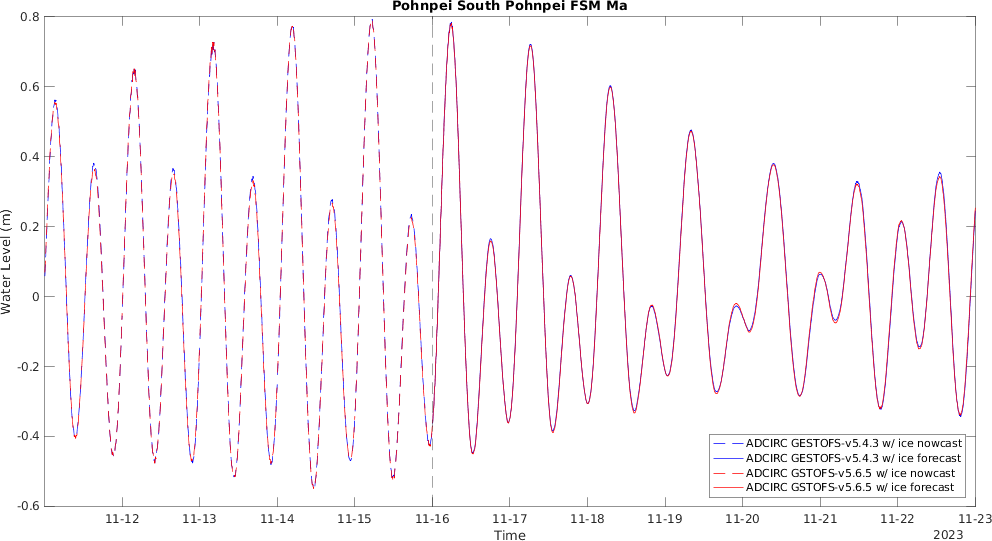 Pohnpei South Pohnpei FSM Ma
0.8
0.6
0.4
0.2
0
-0.2
-0.4
-0.6
Water Level (m)
ADCIRC GESTOFS-v5.4.3 w/ ice nowcast
ADCIRC GESTOFS-v5.4.3 w/ ice forecast
ADCIRC GSTOFS-v5.6.5 w/ ice nowcast
ADCIRC GSTOFS-v5.6.5 w/ ice forecast
11-12 11-13 11-14 11-15 11-16 11-17 11-18 11-19 11-20 11-21 11-22 11-23
Time
2023